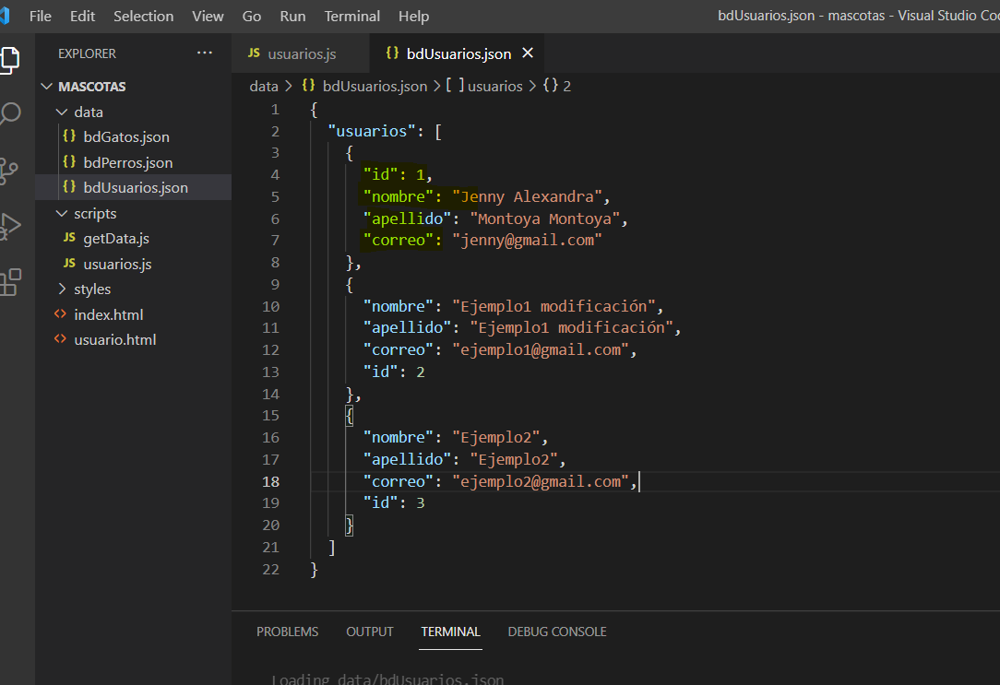 File Edit Selection View Go Run Terminal Help bdUsuarios.json - mascotas - Visual Studio
EXPLORER ···
MASCOTAS
data
{} bdGatos.json
{} bdPerros.json
{} bdUsuarios.json
scripts
JS getData.js
JS usuarios.js
styles
<> index.html
<> usuario.html
JS usuarios.js {} bdUsuarios.json ×
data > {} bdUsuarios.json > [ ] usuarios > {} 2
1 {
2 "usuarios": [
3 {
4 "id": 1,
5 "nombre": "Jenny Alexandra",
6 "apellido": "Montoya Montoya",
7 "correo": "jenny@gmail.com"
8 },
9 {
10 "nombre": "Ejemplo1 modificación",
11 "apellido": "Ejemplo1 modificación",
12 "correo": "ejemplo1@gmail.com",
13 "id": 2
14 },
15 {
16 "nombre": "Ejemplo2",
17 "apellido": "Ejemplo2",
18 "correo": "ejemplo2@gmail.com",
19 "id": 3
20 }
21 ]
22 }
PROBLEMS OUTPUT TERMINAL DEBUG CONSOLE
Loading data/bdUsuarios.json